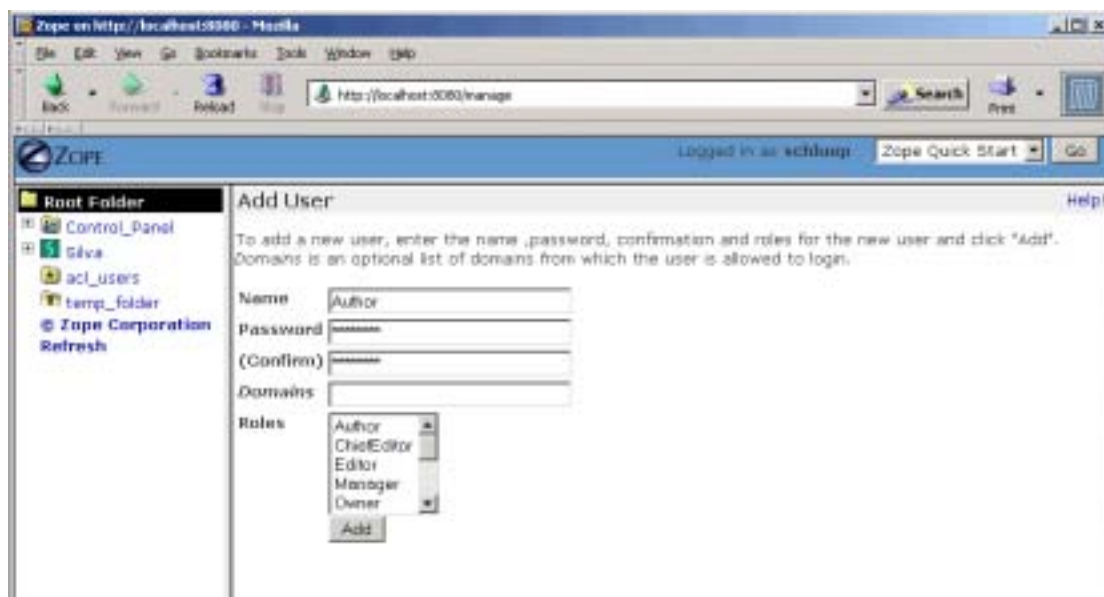 Zope on http://localhost:8080 - Mozilla
File Edit View Go Bookmarks Tools Window Help
Back Forward Reload Stop http://localhost:8080/manage Search Print
ZOPE Logged in as schluup Zope Quick Start Go
Root Folder
Control_Panel
Silva
acl_users
temp_folder
© Zope Corporation
Refresh
Add User Help!
To add a new user, enter the name ,password, confirmation and roles for the new user and click "Add".
Domains is an optional list of domains from which the user is allowed to login.
Name Author
Password ********
(Confirm) ********
Domains
Roles Author
ChiefEditor
Editor
Manager
Owner
Add